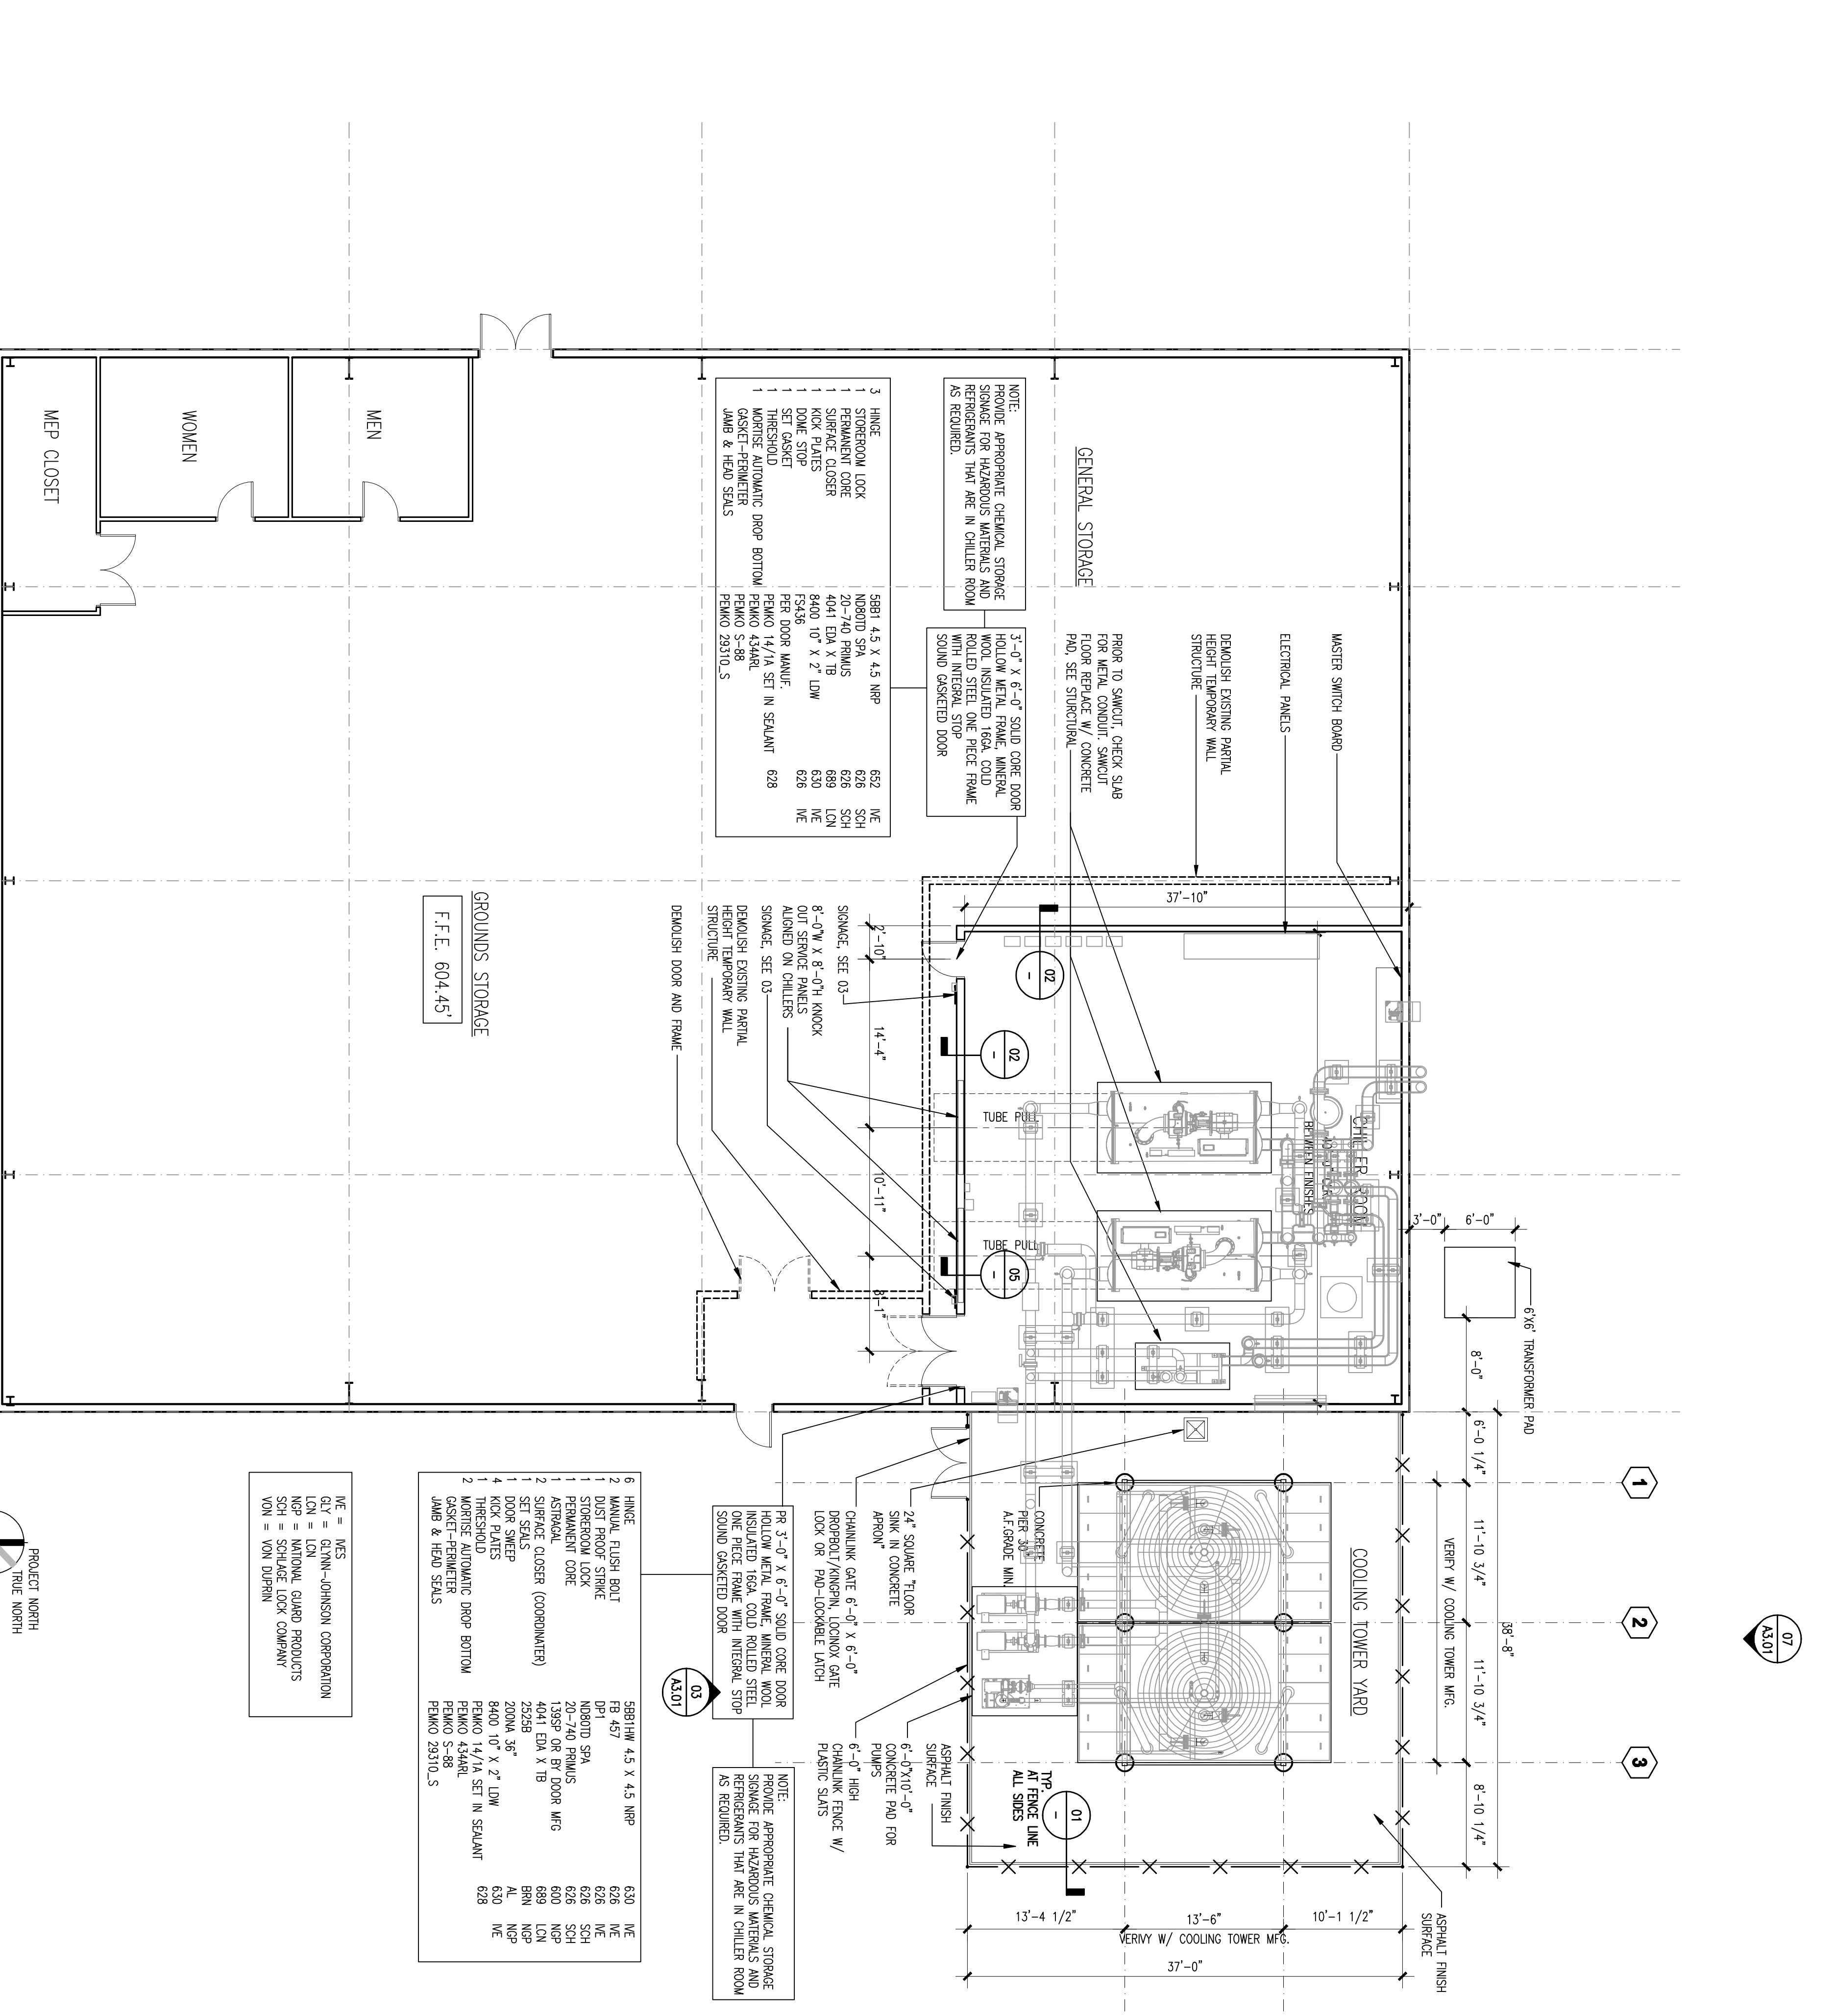 MASTER SWITCH BOARD
ELECTRICAL PANELS
DEMOLISH EXISTING PARTIAL
HEIGHT TEMPORARY WALL
STRUCTURE
PRIOR TO SAWCUT, CHECK SLAB
FOR METAL CONDUIT. SAWCUT
FLOOR REPLACE W/ CONCRETE
PAD, SEE STURCTURAL
GENERAL STORAGE
NOTE:
PROVIDE APPROPRIATE CHEMICAL STORAGE
SIGNAGE FOR HAZARDOUS MATERIALS AND
REFRIGERANTS THAT ARE IN CHILLER ROOM
AS REQUIRED.
3'-0" X 6'-0" SOLID CORE DOOR
HOLLOW METAL FRAME, MINERAL
WOOL INSULATED 16GA. COLD
ROLLED STEEL ONE PIECE FRAME
WITH INTEGRAL STOP
SOUND GASKETED DOOR
3 HINGE 5BB1 4.5 X 4.5 NRP 652 IVE
1 STOREROOM LOCK ND80TD SPA 626 SCH
1 PERMANENT CORE 20-740 PRIMUS 626 SCH
1 SURFACE CLOSER 4041 EDA X TB 689 LCN
1 KICK PLATES 8400 10" X 2" LDW 630 IVE
1 DOME STOP FS436 626 IVE
1 SET GASKET PER DOOR MANUF.
1 THRESHOLD PEMKO 14/1A SET IN SEALANT 628
1 MORTISE AUTOMATIC DROP BOTTOM PEMKO 434ARL
GASKET-PERIMETER PEMKO S-88
JAMB & HEAD SEALS PEMKO 29310_S
MEN
WOMEN
MEP CLOSET
GROUNDS STORAGE
F.F.E. 604.45'
SIGNAGE, SEE 03
8'-0"W X 8'-0"H KNOCK
OUT SERVICE PANELS
ALIGNED ON CHILLERS
SIGNAGE, SEE 03
DEMOLISH EXISTING PARTIAL
HEIGHT TEMPORARY WALL
STRUCTURE
DEMOLISH DOOR AND FRAME
37'-10"
2'-10"
14'-4"
10'-11"
8'-1"
02
-
02
-
05
-
TUBE PULL
TUBE PULL
CHILLER ROOM
BETWEEN FINISHES
3'-0"
6'-0"
6'X6' TRANSFORMER PAD
8'-0"
6'-0 1/4"
11'-10 3/4"
11'-10 3/4"
8'-10 1/4"
38'-8"
VERIFY W/ COOLING TOWER MFG.
1
2
3
07
A3.01
COOLING TOWER YARD
CONCRETE
PIER 30"
A.F.GRADE MIN.
24" SQUARE "FLOOR
SINK IN CONCRETE
APRON"
CHAINLINK GATE 6'-0" X 6'-0"
DROPBOLT/KINGPIN, LOCINOX GATE
LOCK OR PAD-LOCKABLE LATCH
ASPHALT FINISH
SURFACE
6'-0"X10'-0"
CONCRETE PAD FOR
PUMPS
6'-0" HIGH
CHAINLINK FENCE W/
PLASTIC SLATS
TYP.
AT FENCE LINE
ALL SIDES
01
-
ASPHALT FINISH
SURFACE
13'-4 1/2"
13'-6"
10'-1 1/2"
VERIVY W/ COOLING TOWER MFG.
37'-0"
PR 3'-0" X 6'-0" SOLID CORE DOOR
HOLLOW METAL FRAME, MINERAL WOOL
INSULATED 16GA. COLD ROLLED STEEL
ONE PIECE FRAME WITH INTEGRAL STOP
SOUND GASKETED DOOR
03
A3.01
NOTE:
PROVIDE APPROPRIATE CHEMICAL STORAGE
SIGNAGE FOR HAZARDOUS MATERIALS AND
REFRIGERANTS THAT ARE IN CHILLER ROOM
AS REQUIRED.
6 HINGE 5BB1HW 4.5 X 4.5 NRP 630 IVE
2 MANUAL FLUSH BOLT FB 457 626 IVE
1 DUST PROOF STRIKE DP1 626 IVE
1 STOREROOM LOCK ND80TD SPA 626 SCH
1 PERMANENT CORE 20-740 PRIMUS 626 SCH
1 ASTRAGAL 139SP OR BY DOOR MFG 600 NGP
2 SURFACE CLOSER (COORDINATER) 4041 EDA X TB 689 LCN
1 SET SEALS 2525B BRN NGP
1 DOOR SWEEP 200NA 36" AL NGP
4 KICK PLATES 8400 10" X 2" LDW 630 IVE
1 THRESHOLD PEMKO 14/1A SET IN SEALANT 628
2 MORTISE AUTOMATIC DROP BOTTOM PEMKO 434ARL
GASKET-PERIMETER PEMKO S-88
JAMB & HEAD SEALS PEMKO 29310_S
IVE = IVES
GLY = GLYNN-JOHNSON CORPORATION
LCN = LCN
NGP = NATIONAL GUARD PRODUCTS
SCH = SCHLAGE LOCK COMPANY
VON = VON DUPRIN
PROJECT NORTH
TRUE NORTH